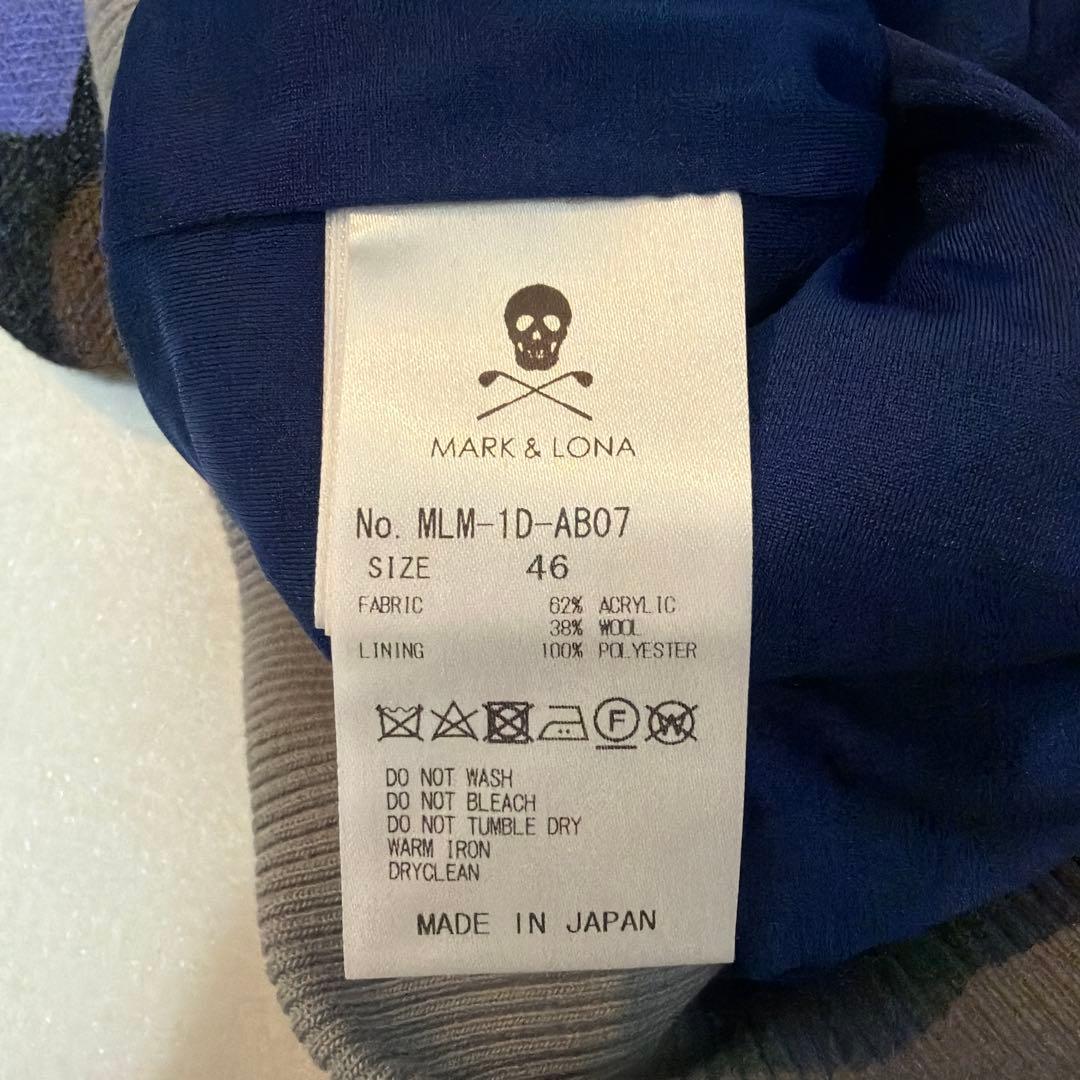 MARK & LONA
No. MLM-1D-AB07
SIZE 46
FABRIC 62% ACRYLIC
38% WOOL
LINING 100% POLYESTER
F W
DO NOT WASH
DO NOT BLEACH
DO NOT TUMBLE DRY
WARM IRON
DRYCLEAN
MADE IN JAPAN